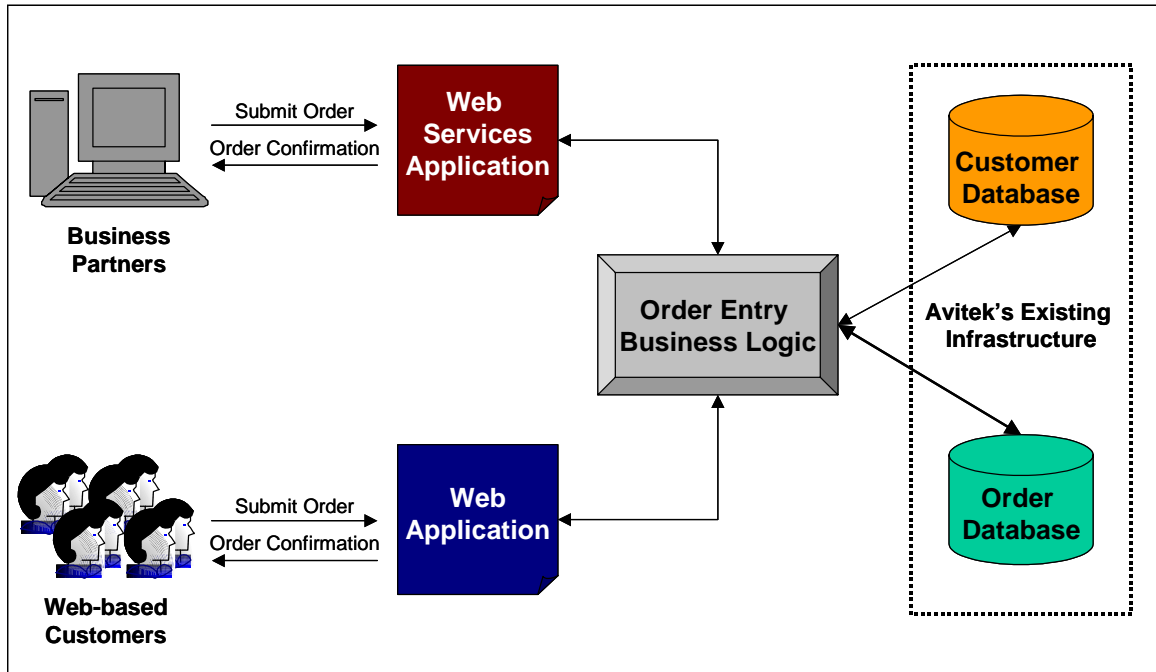 Submit Order
Order Confirmation
Business
Partners
Web
Services
Application
Customer
Database
Order Entry
Business Logic
Avitek's Existing
Infrastructure
Submit Order
Order Confirmation
Web-based
Customers
Web
Application
Order
Database